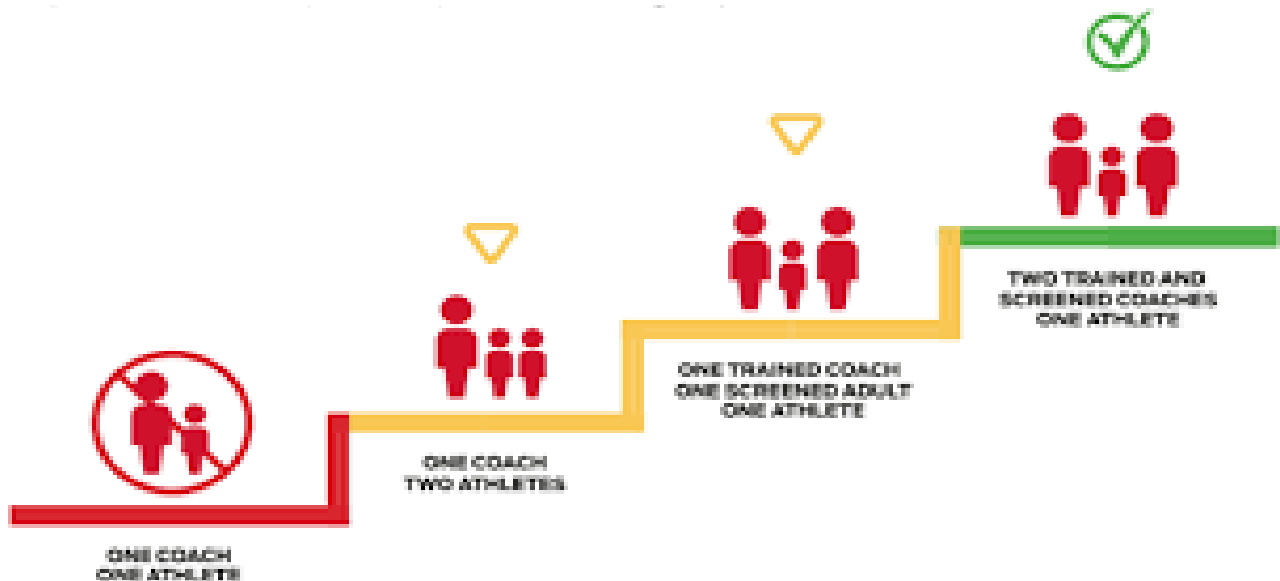 ONE COACH
ONE ATHLETE
ONE COACH
TWO ATHLETES
ONE TRAINED COACH
ONE SCREENED ADULT
ONE ATHLETE
TWO TRAINED AND
SCREENED COACHES
ONE ATHLETE